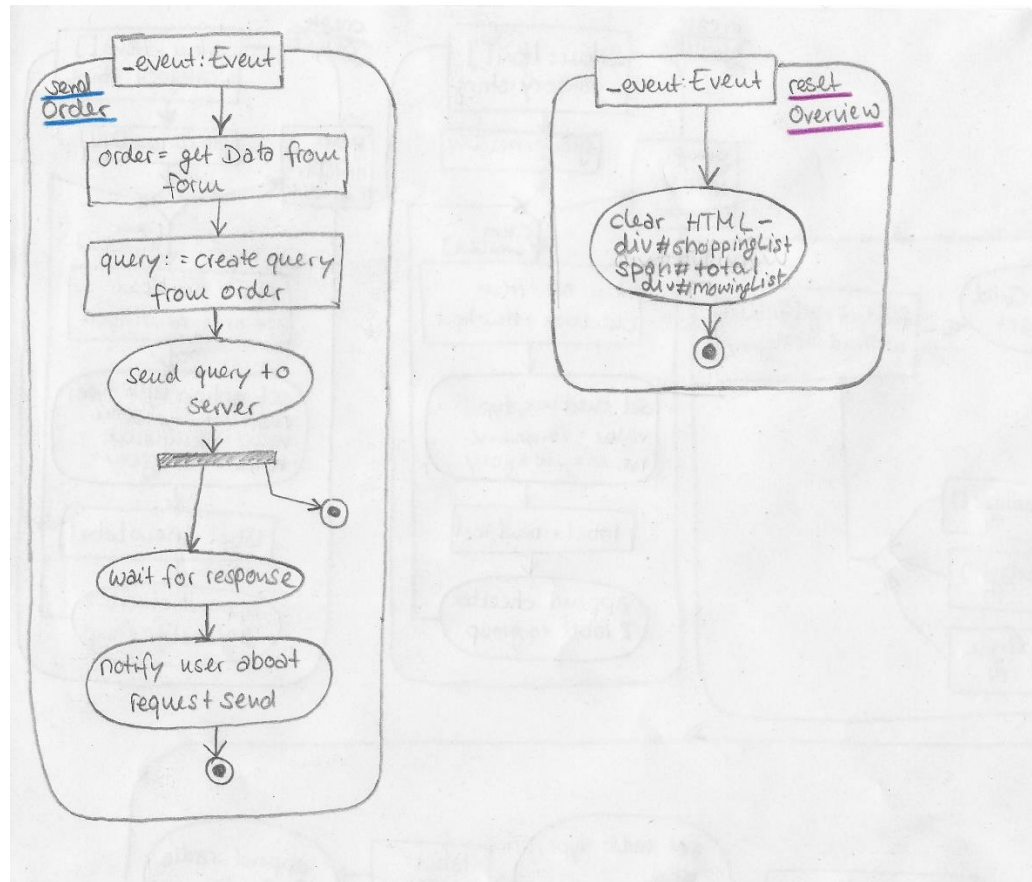 _event:Event
send
Order
order= get Data from
form
query: =create query
from order
send query to
server
wait for response
notify user about
request send
_event:Event
reset
Overview
clear HTML-
div#shoppingList
span#total
div#mowingList